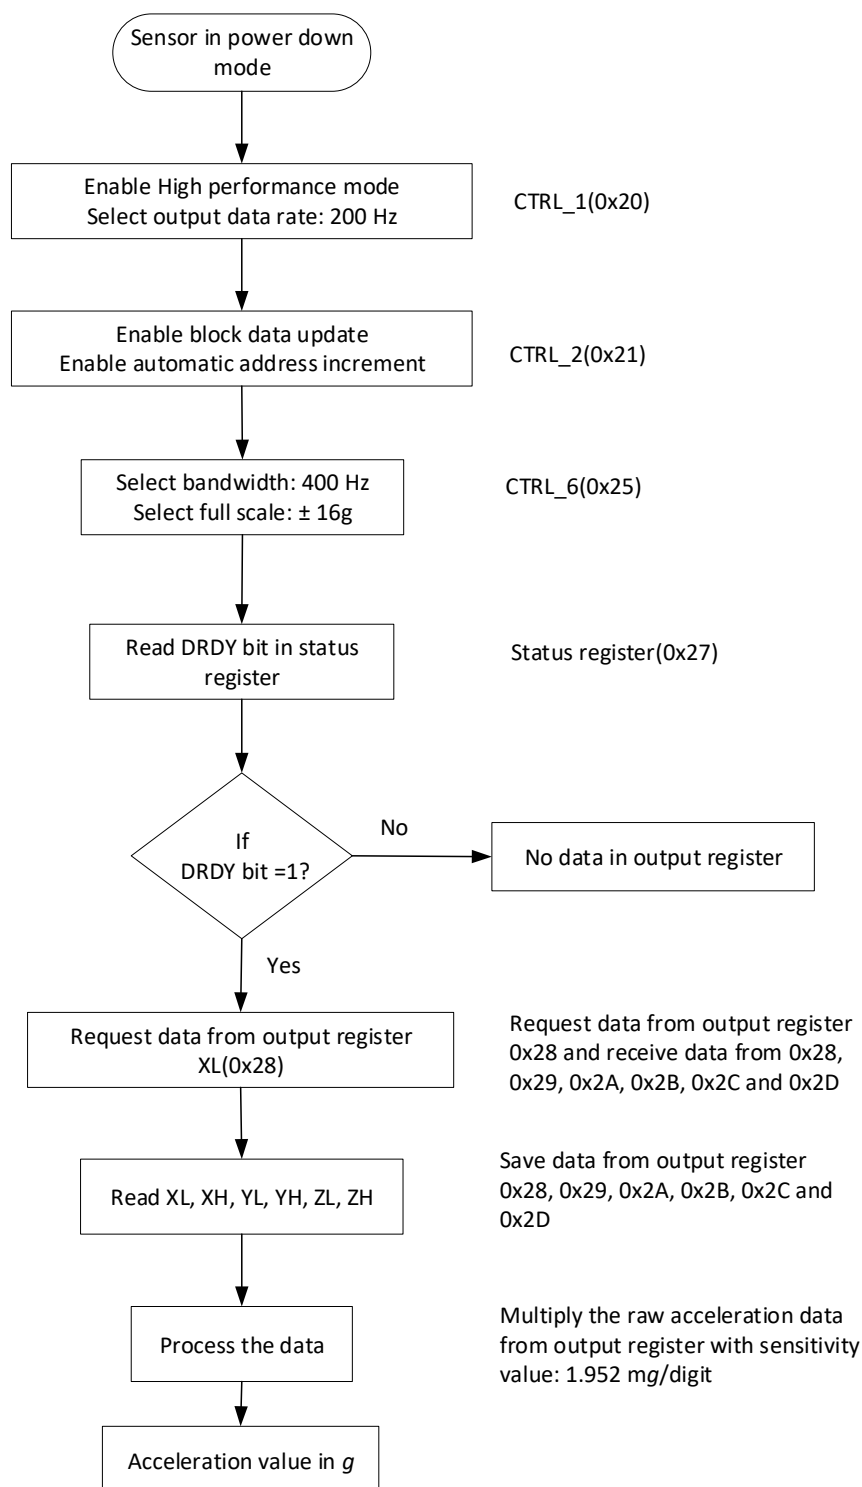 Sensor in power down
mode
Enable High performance mode
Select output data rate: 200 Hz
CTRL_1(0x20)
Enable block data update
Enable automatic address increment
CTRL_2(0x21)
Select bandwidth: 400 Hz
Select full scale: ± 16g
CTRL_6(0x25)
Read DRDY bit in status
register
Status register(0x27)
If
DRDY bit =1?
No
No data in output register
Yes
Request data from output register
XL(0x28)
Request data from output register
0x28 and receive data from 0x28,
0x29, 0x2A, 0x2B, 0x2C and 0x2D
Read XL, XH, YL, YH, ZL, ZH
Save data from output register
0x28, 0x29, 0x2A, 0x2B, 0x2C and
0x2D
Process the data
Multiply the raw acceleration data
from output register with sensitivity
value: 1.952 mg/digit
Acceleration value in g